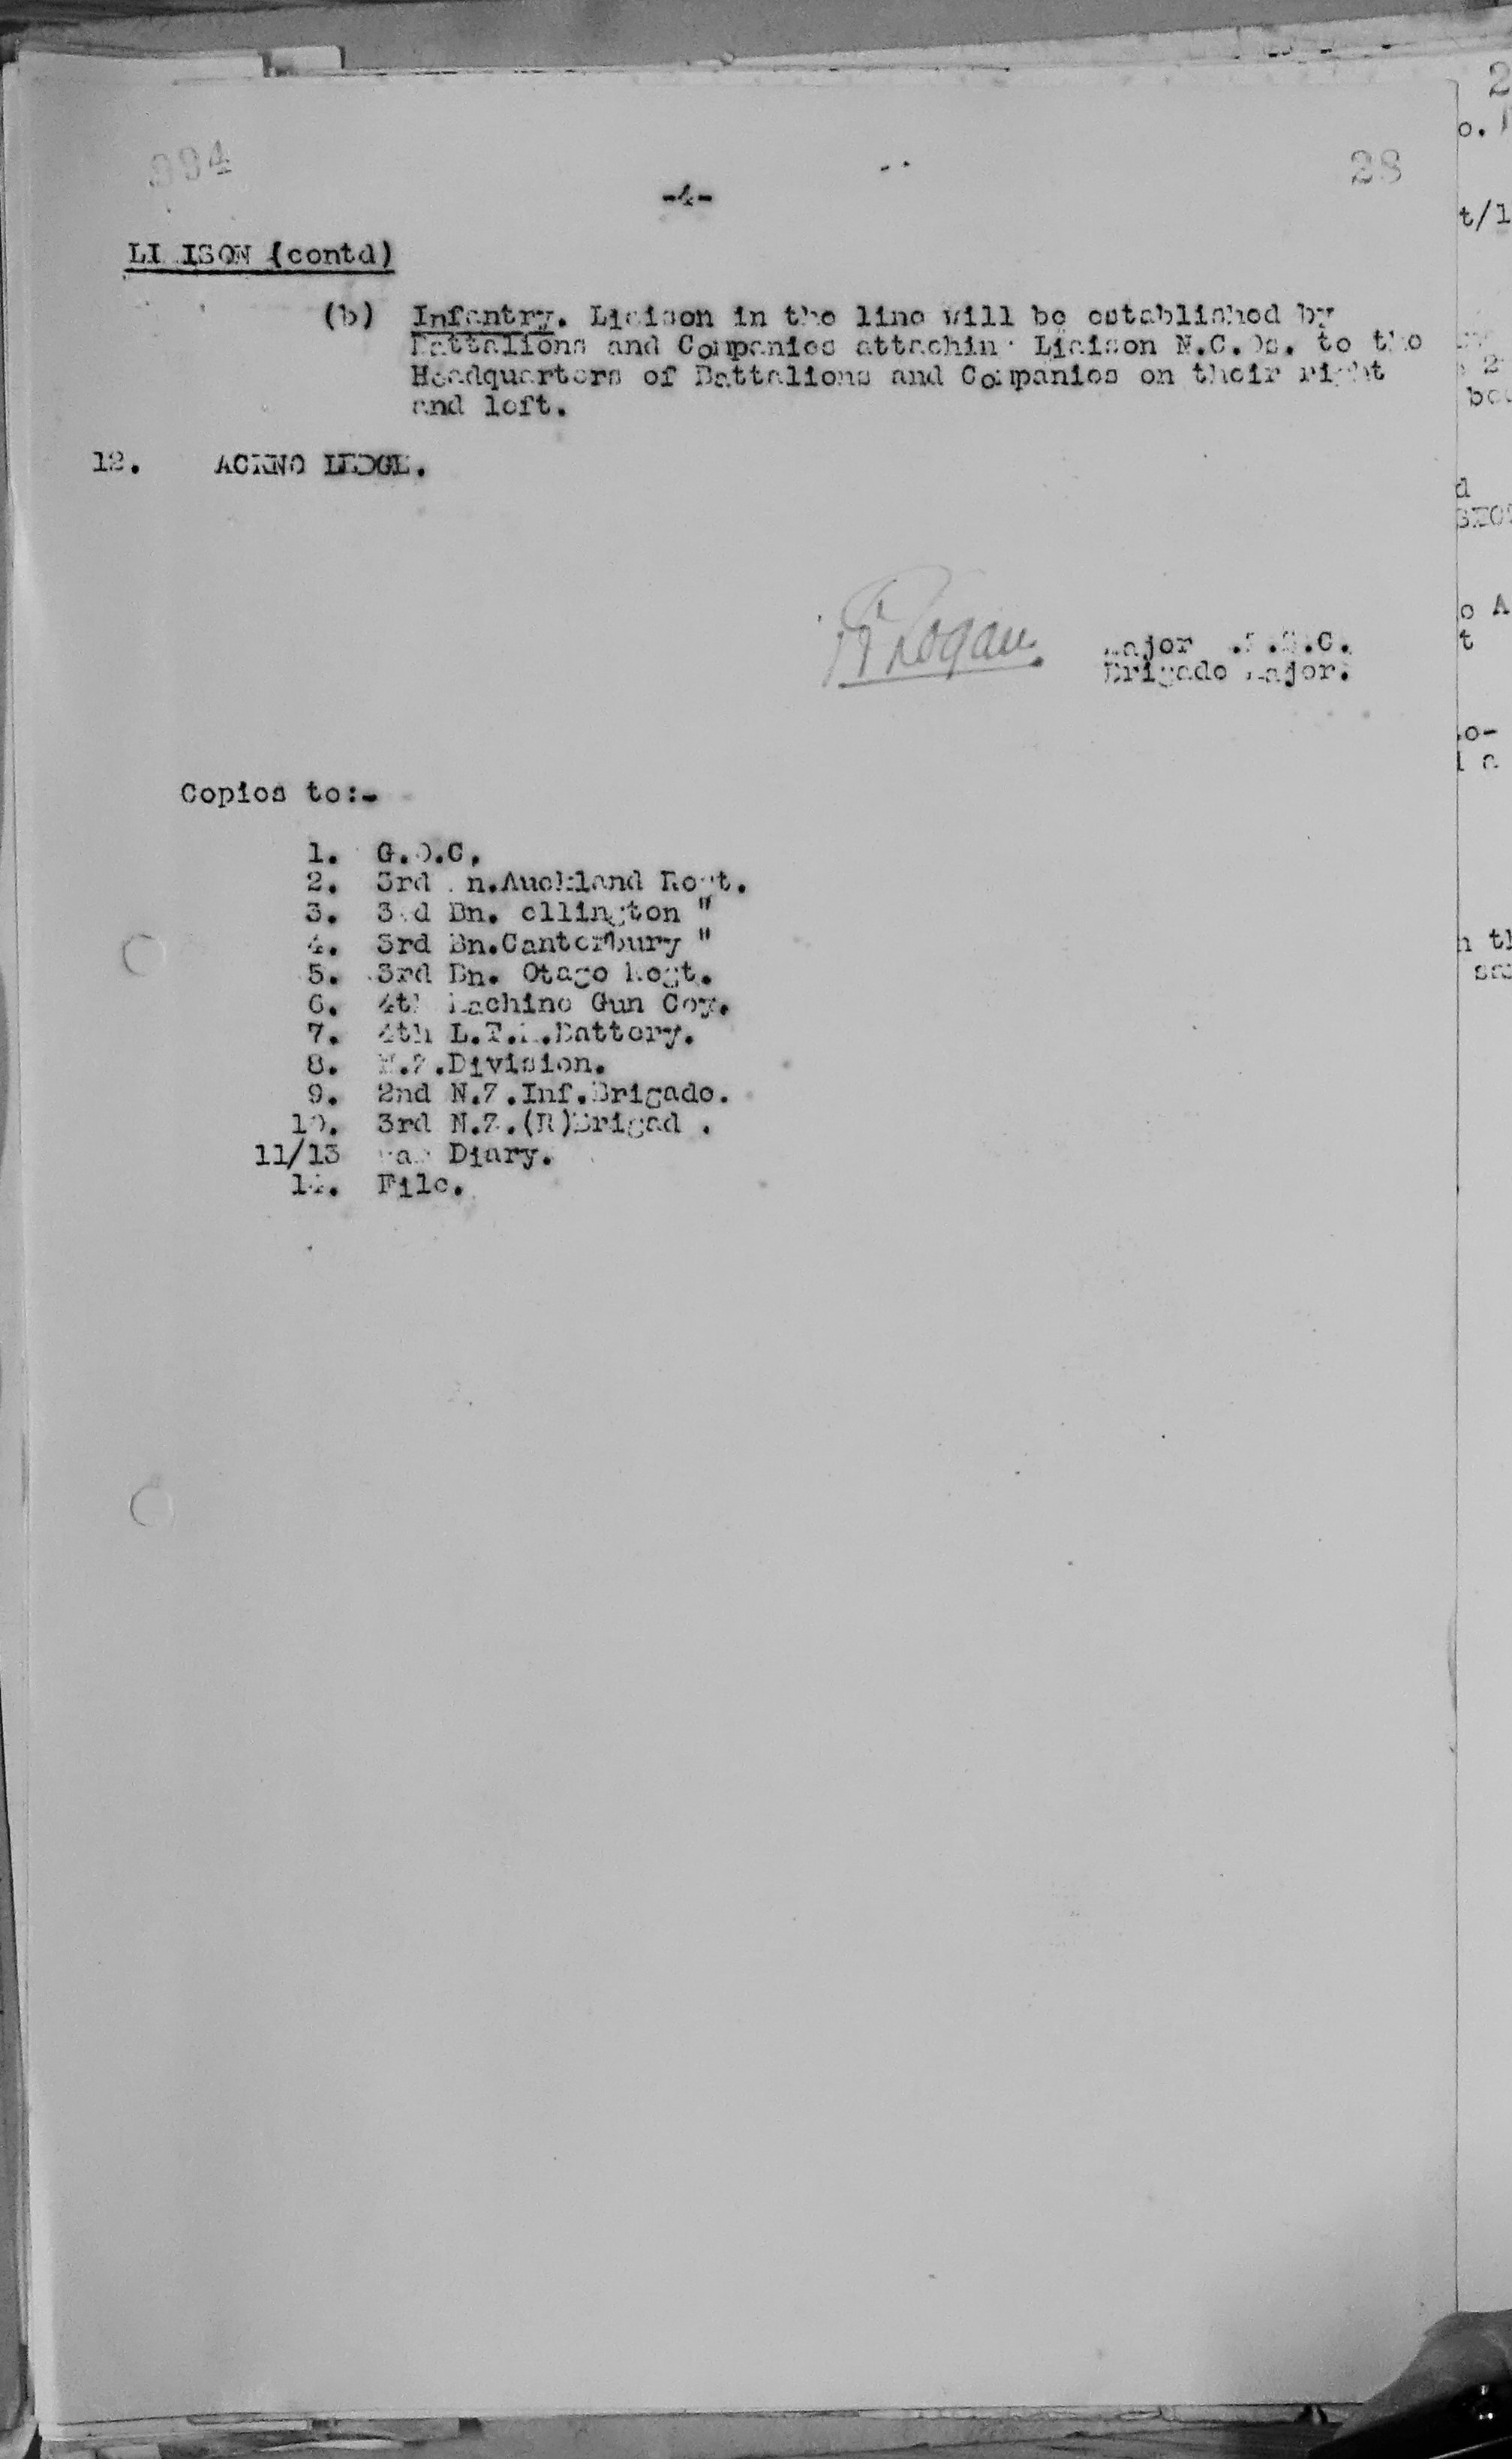 994
28
-4-
LIAISON (contd)
(b) Infantry. Liaison in the line will be established by
Battalions and Companies attaching Liaison N.C.Os. to the
Headquarters of Battalions and Companies on their right
and left.
12. ACKNOWLEDGE.
Logan
Major
Brigade Major.
Copies to:-
1. G.O.C.
2. 3rd Bn.Auckland Regt.
3. 3rd Bn. Wellington "
4. 3rd Bn.Canterbury "
5. 3rd Bn. Otago Regt.
6. 4th Machine Gun Coy.
7. 4th L.T.M.Battery.
8. N.Z.Division.
9. 2nd N.Z.Inf.Brigade.
10. 3rd N.Z.(R)Brigade.
11/13 War Diary.
14. File.